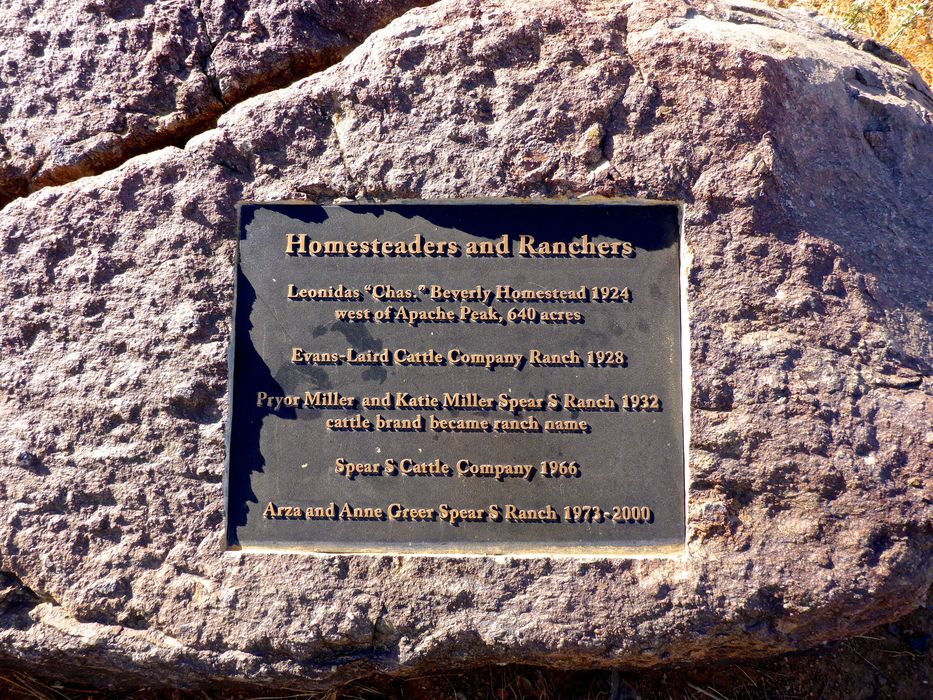 Homesteaders and Ranchers
Leonidas “Chas.” Beverly Homestead 1924
west of Apache Peak, 640 acres
Evans-Laird Cattle Company Ranch 1928
Pryor Miller and Katie Miller Spear S Ranch 1932
cattle brand became ranch name
Spear S Cattle Company 1966
Arza and Anne Greer Spear S Ranch 1973-2000